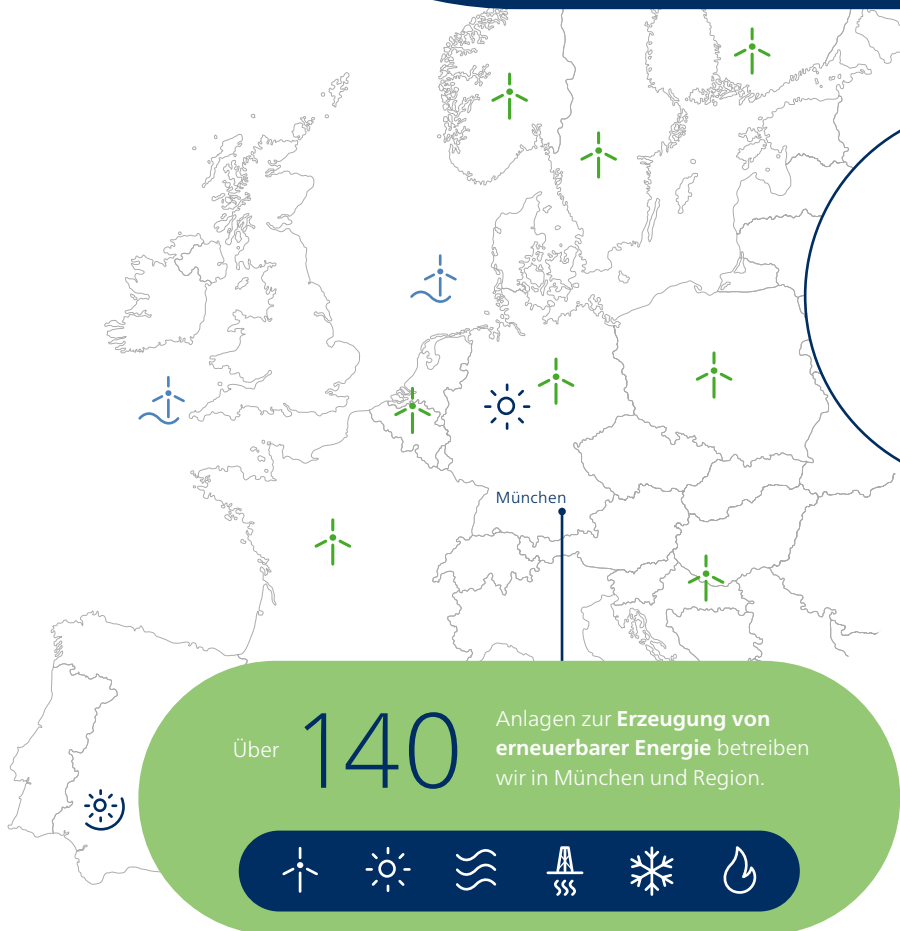 München
Über 140
Anlagen zur Erzeugung von
erneuerbarer Energie betreiben
wir in München und Region.